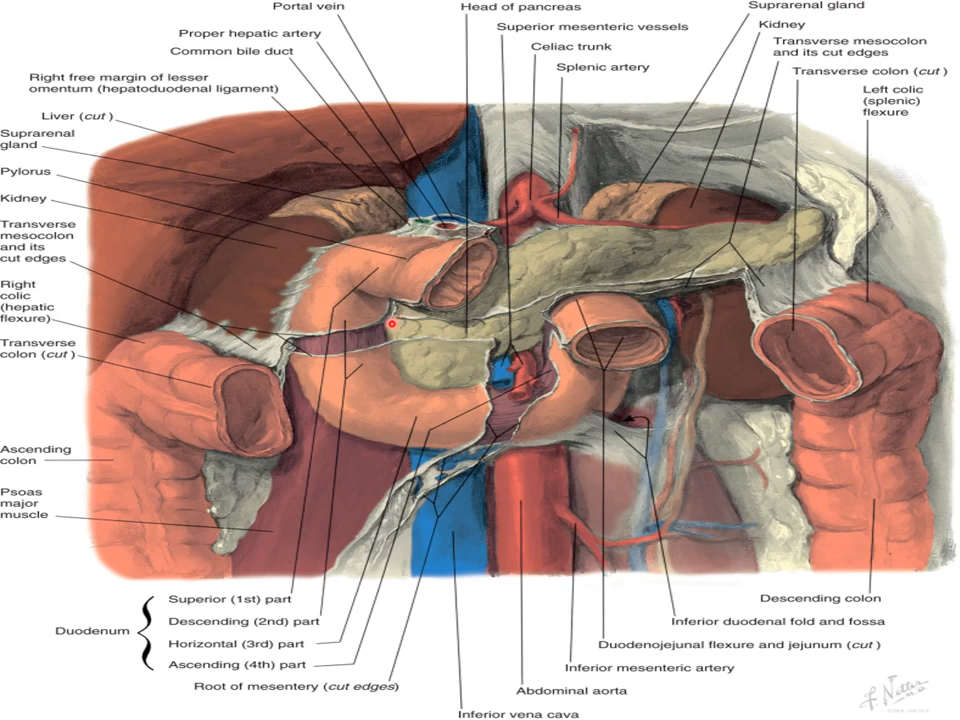 Portal vein
Proper hepatic artery
Common bile duct
Right free margin of lesser
omentum (hepatoduodenal ligament)
Liver (cut)
Suprarenal
gland
Pylorus
Kidney
Transverse
mesocolon
and its
cut edges
Right
colic
(hepatic
flexure)
Transverse
colon (cut)
Ascending
colon
Psoas
major
muscle
Head of pancreas
Superior mesenteric vessels
Celiac trunk
Splenic artery
Suprarenal gland
Kidney
Transverse mesocolon
and its cut edges
Transverse colon (cut)
Left colic
(splenic)
flexure
Duodenum
Superior (1st) part
Descending (2nd) part
Horizontal (3rd) part
Ascending (4th) part
Root of mesentery (cut edges)
Inferior vena cava
Abdominal aorta
Inferior mesenteric artery
Duodenojejunal flexure and jejunum (cut)
Inferior duodenal fold and fossa
Descending colon
F. Netter
M.D.